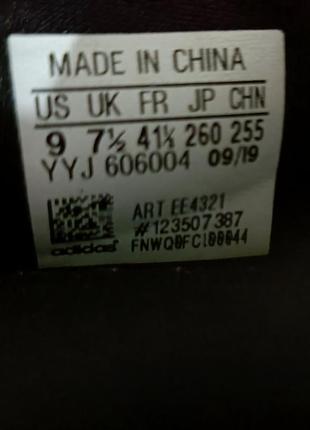 MADE IN CHINA
US UK FR JP CHN
9 7½ 41⅓ 260 255
YYJ 606004 09/19
ART EE4321
#123507387
adidas FNWQ0FC100044